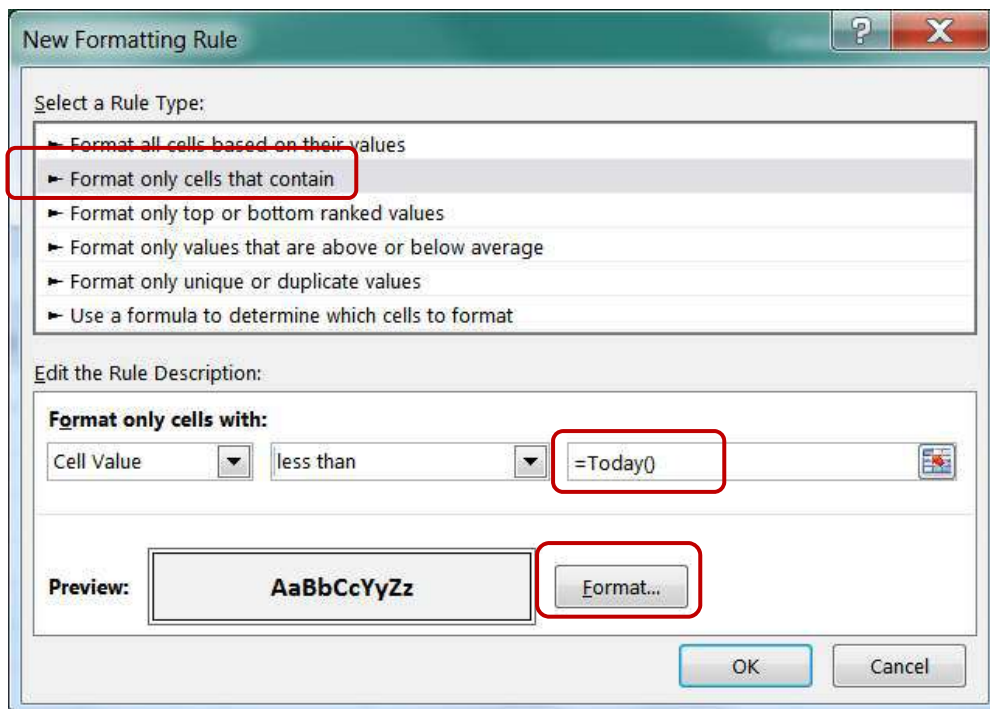 New Formatting Rule
?
X
Select a Rule Type:
► Format all cells based on their values
► Format only cells that contain
► Format only top or bottom ranked values
► Format only values that are above or below average
► Format only unique or duplicate values
► Use a formula to determine which cells to format
Edit the Rule Description:
Format only cells with:
Cell Value less than =Today()
Preview: AaBbCcYyZz Format...
OK Cancel